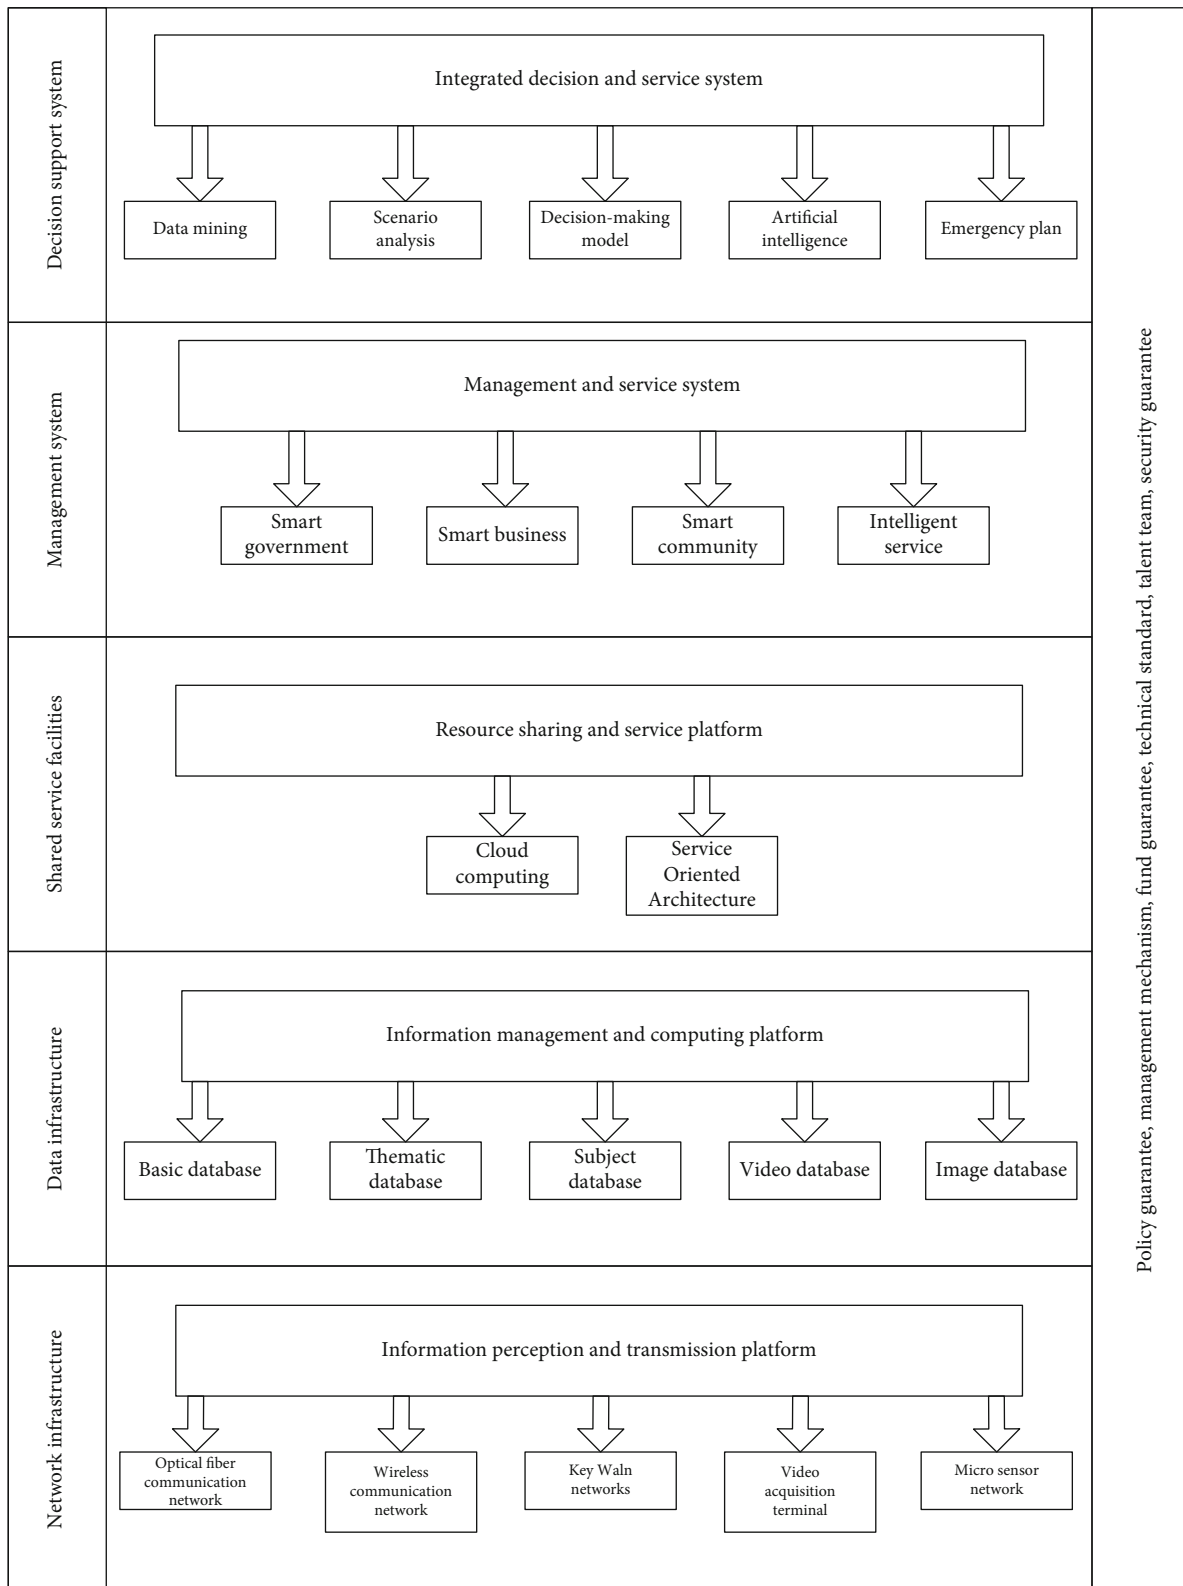 Decision support system
Integrated decision and service system
Data mining
Scenario
analysis
Decision-making
model
Artificial
intelligence
Emergency plan
Management system
Management and service system
Smart
government
Smart business
Smart
community
Intelligent
service
Shared service facilities
Resource sharing and service platform
Cloud
computing
Service
Oriented
Architecture
Data infrastructure
Information management and computing platform
Basic database
Thematic
database
Subject
database
Video database
Image database
Network infrastructure
Information perception and transmission platform
Optical fiber
communication
network
Wireless
communication
network
Key Waln
networks
Video
acquisition
terminal
Micro sensor
network
Policy guarantee, management mechanism, fund guarantee, technical standard, talent team, security guarantee